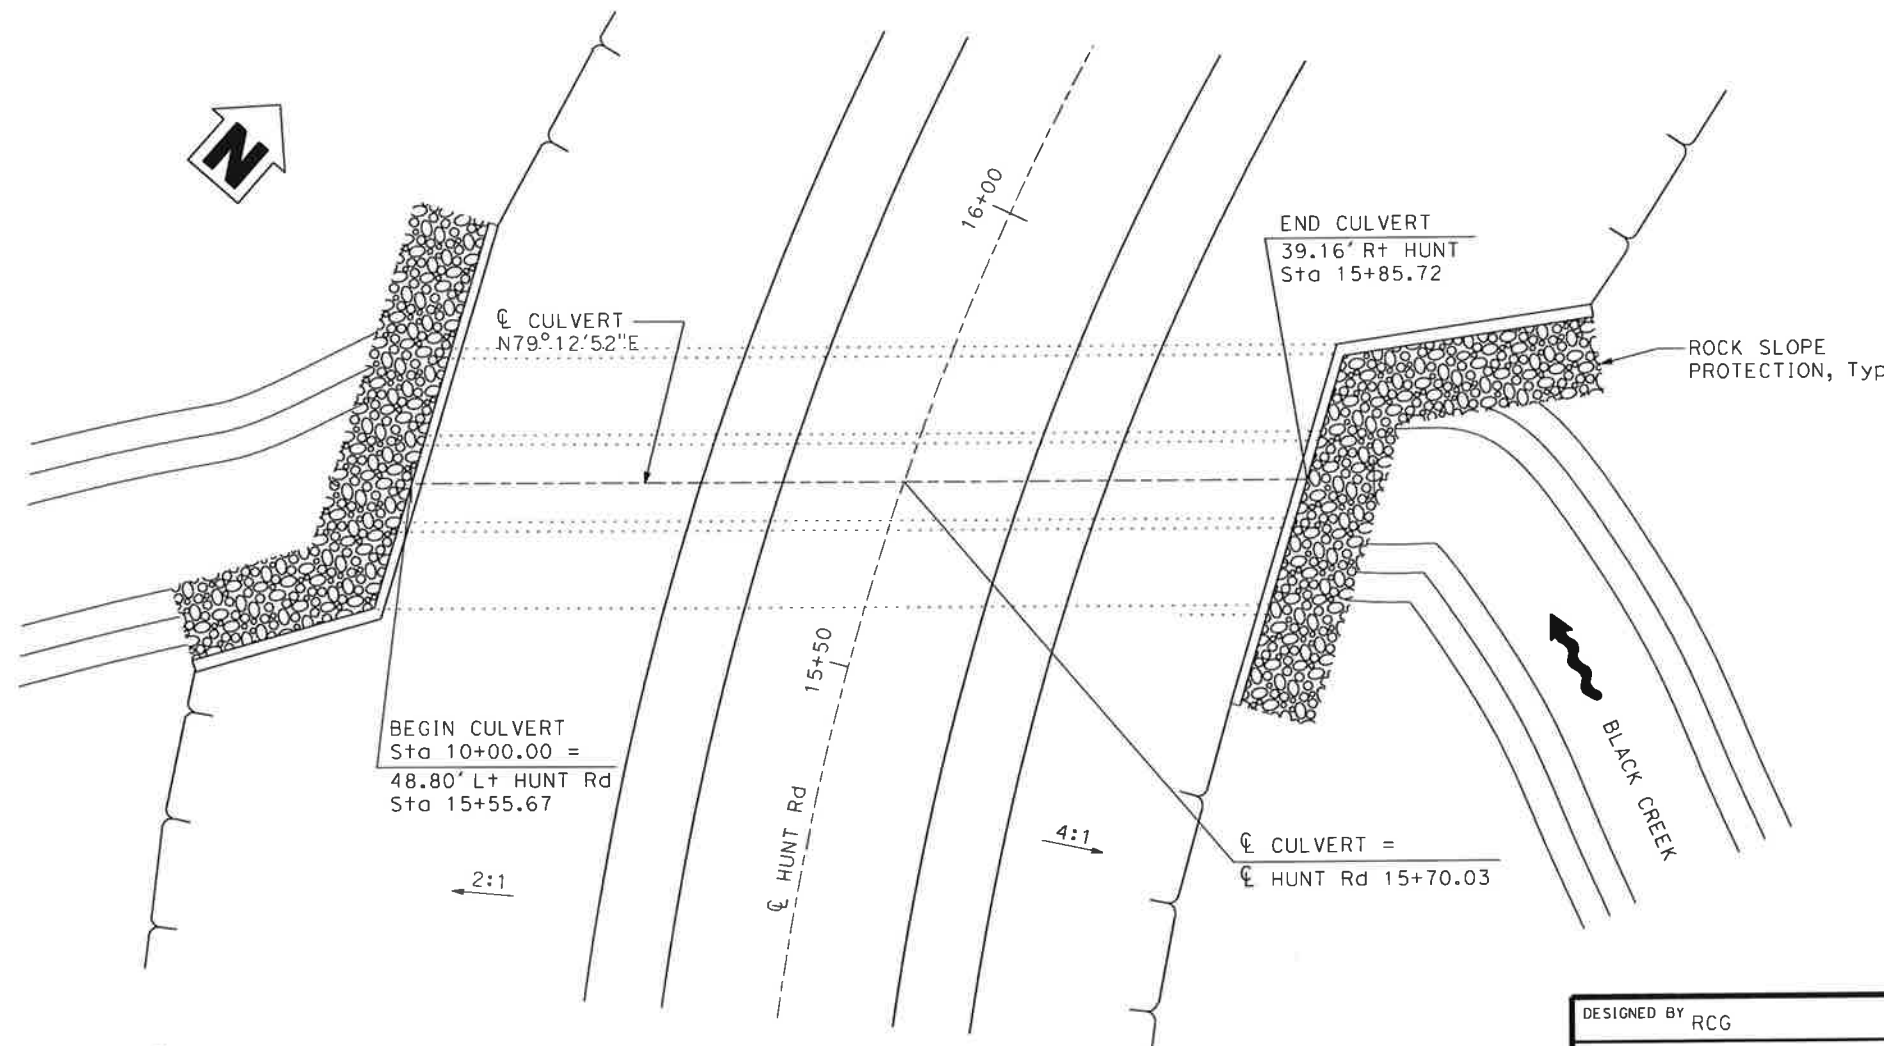 N
16+00
END CULVERT
39.16' Rt HUNT
Sta 15+85.72
℄ CULVERT
N79°12'52"E
ROCK SLOPE
PROTECTION, Typ
15+50
BEGIN CULVERT
Sta 10+00.00 =
48.80' Lt HUNT Rd
Sta 15+55.67
℄ HUNT Rd
2:1
4:1
℄ CULVERT =
℄ HUNT Rd 15+70.03
BLACK CREEK
DESIGNED BY RCG